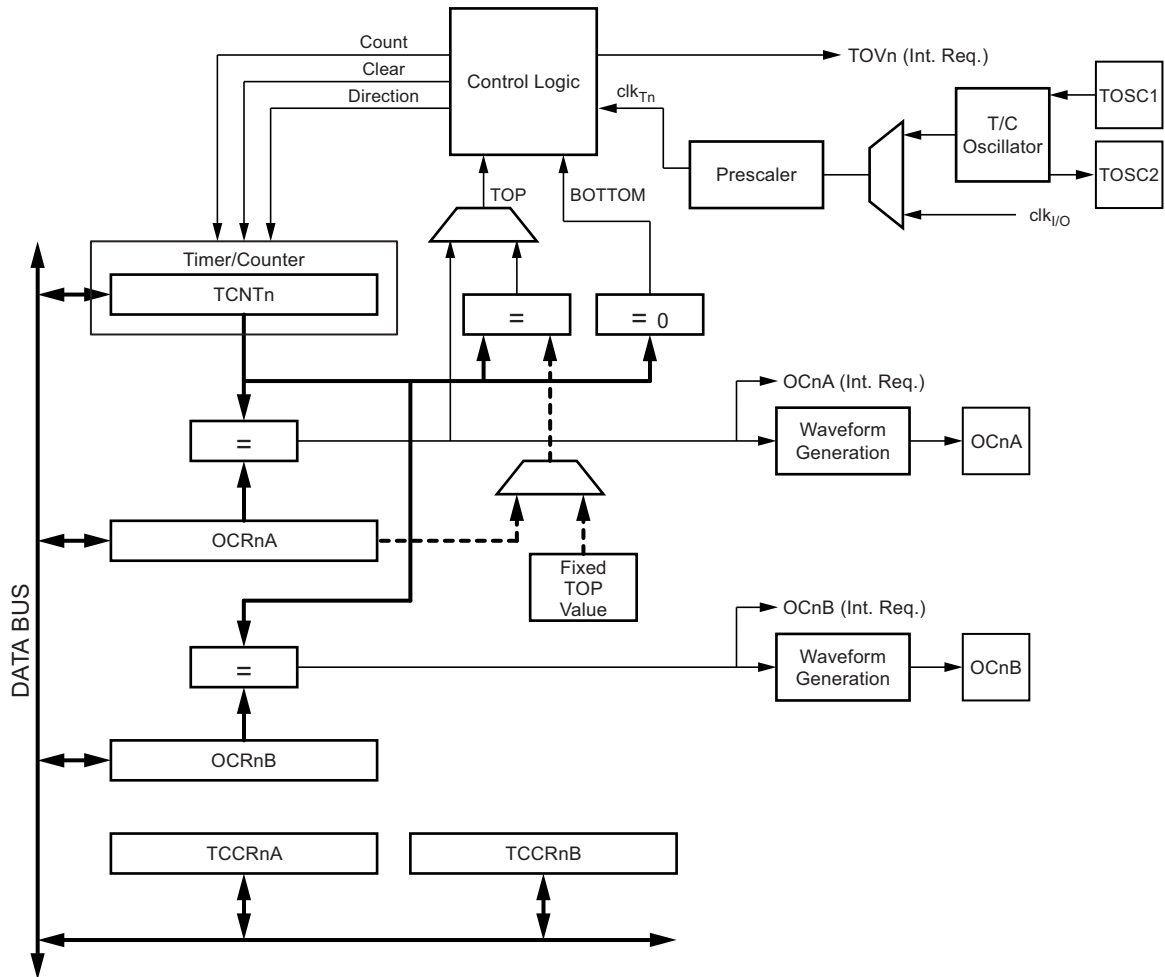 Count
Clear
Direction
Control Logic
TOVn (Int. Req.)
clkTn
TOSC1
T/C
Oscillator
TOSC2
Prescaler
clkI/O
TOP
BOTTOM
Timer/Counter
TCNTn
=
= 0
OCnA (Int. Req.)
=
Waveform
Generation
OCnA
OCRnA
Fixed
TOP
Value
OCnB (Int. Req.)
=
Waveform
Generation
OCnB
DATA BUS
OCRnB
TCCRnA
TCCRnB